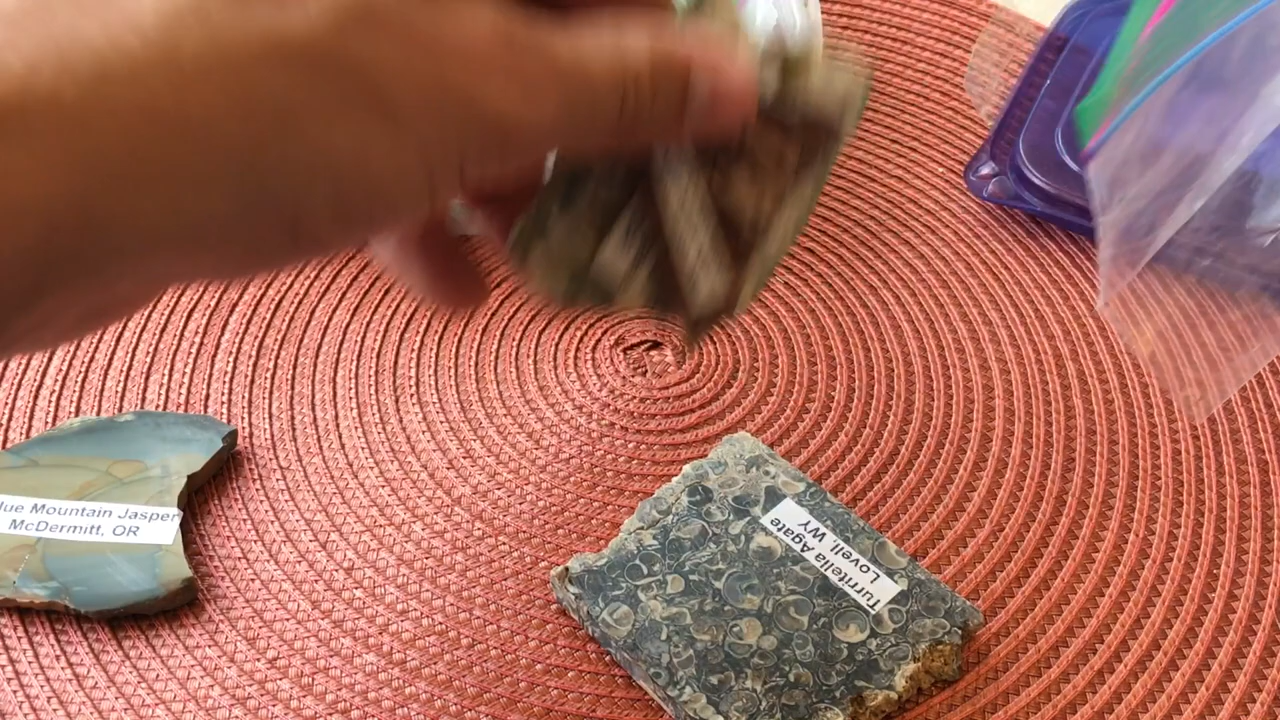 lue Mountain Jasper
McDermitt, OR
Turritella Agate
Lovell, WY